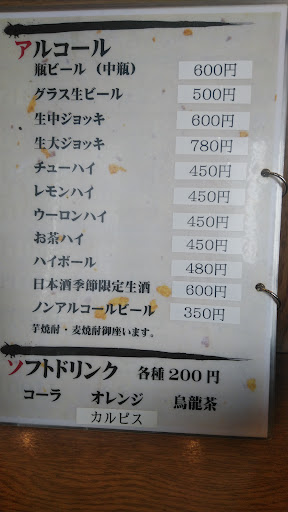 アルコール
瓶ビール（中瓶） 600円
グラス生ビール 500円
生中ジョッキ 600円
生大ジョッキ 780円
チューハイ 450円
レモンハイ 450円
ウーロンハイ 450円
お茶ハイ 450円
ハイボール 480円
日本酒季節限定生酒 600円
ノンアルコールビール 350円
芋焼酎・麦焼酎御座います。
ソフトドリンク 各種200円
コーラ オレンジ 烏龍茶
カルピス